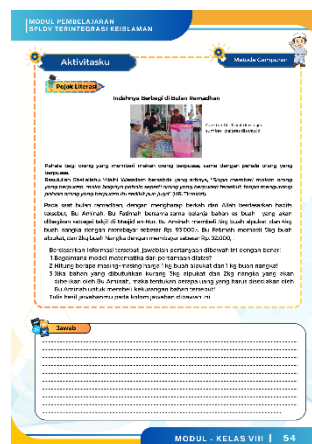 MODUL PEMBELAJARAN
SPLDV TERINTEGRASI KEISLAMAN
Aktivitasku
Metode Campuran
Pojok Literasi
Indahnya Berbagi di Bulan Ramadhan
Pahala bagi orang yang memberi makan orang berpuasa, sama dengan pahala orang yang
berpuasa.
Rasulullah Shalallahu 'Alaihi Wasallam bersabda yang artinya, "Siapa memberi makan orang
yang berpuasa, maka baginya pahala seperti orang yang berpuasa tersebut, tanpa mengurangi
pahala orang yang berpuasa itu sedikit pun juga" (HR. Tirmidzi).
Pada saat bulan ramadhan, dengan mengharap berkah dari Allah berdasarkan hadits
tersebut, Bu Aminah, Bu Fatimah bersama-sama belanja bahan es buah yang akan
dibagikan sebagai takjil di Masjid An-Nur. Bu Aminah membeli 4kg buah alpukat dan 4kg
buah nangka dengan membayar sebesar Rp. 93.000,-. Bu Fatimah membeli 5kg buah
alpukat, dan 2kg buah Nangka dengan membayar sebesar Rp. 82.000,
Berdasarkan informasi tersebut, jawablah pertanyaan dibawah ini dengan benar!
1. Bagaimana model matematika dari permasalahan diatas?
2. Hitung berapa masing-masing harga 1 kg buah alpukat dan 1 kg buah nangka!
3. Jika bahan yang dibutuhkan kurang 3kg alpukat dan 2kg nangka yang akan
dibelikan oleh Bu Aminah, maka tentukan berapa uang yang harus disediakan oleh
Bu Aminah untuk membeli kekurangan bahan tersebut!
Tulis hasil jawabanmu pada kolom jawaban dibawah ini
Jawab
MODUL - KELAS VIII | 54